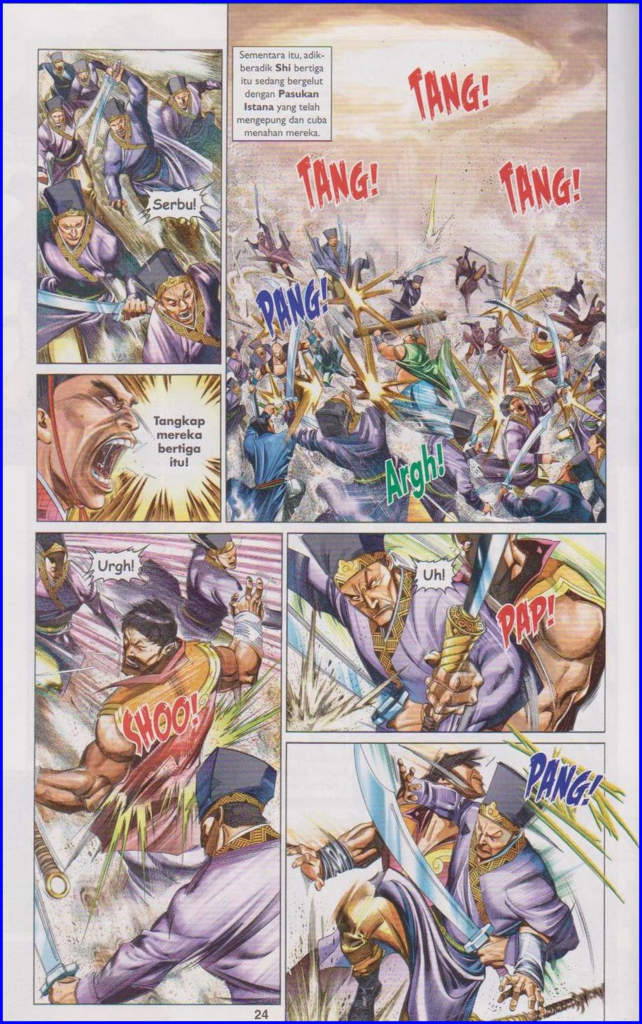 Serbu!
Sementara itu, adik-
beradik Shi bertiga
itu sedang bergelut
dengan Pasukan
Istana yang telah
mengepung dan cuba
menahan mereka.
TANG!
TANG!
TANG!
PANG!
Argh!
Tangkap
mereka
bertiga
itu!
Urgh!
SHOO!
Uh!
PAP!
PANG!
24